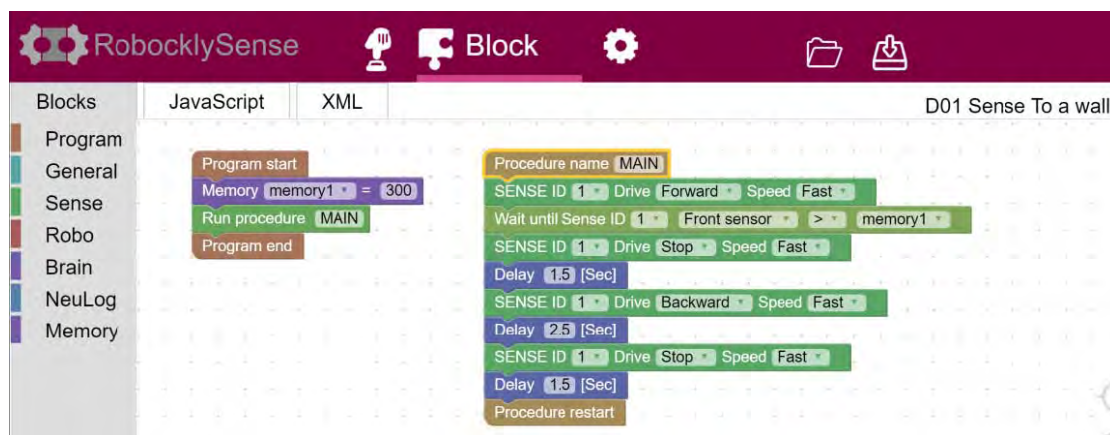 RobocklySense Block
Blocks JavaScript XML D01 Sense To a wall
Program
General
Sense
Robo
Brain
NeuLog
Memory
Program start
Memory memory1 = 300
Run procedure MAIN
Program end
Procedure name MAIN
SENSE ID 1 Drive Forward Speed Fast
Wait until Sense ID 1 Front sensor > memory1
SENSE ID 1 Drive Stop Speed Fast
Delay 1.5 [Sec]
SENSE ID 1 Drive Backward Speed Fast
Delay 2.5 [Sec]
SENSE ID 1 Drive Stop Speed Fast
Delay 1.5 [Sec]
Procedure restart